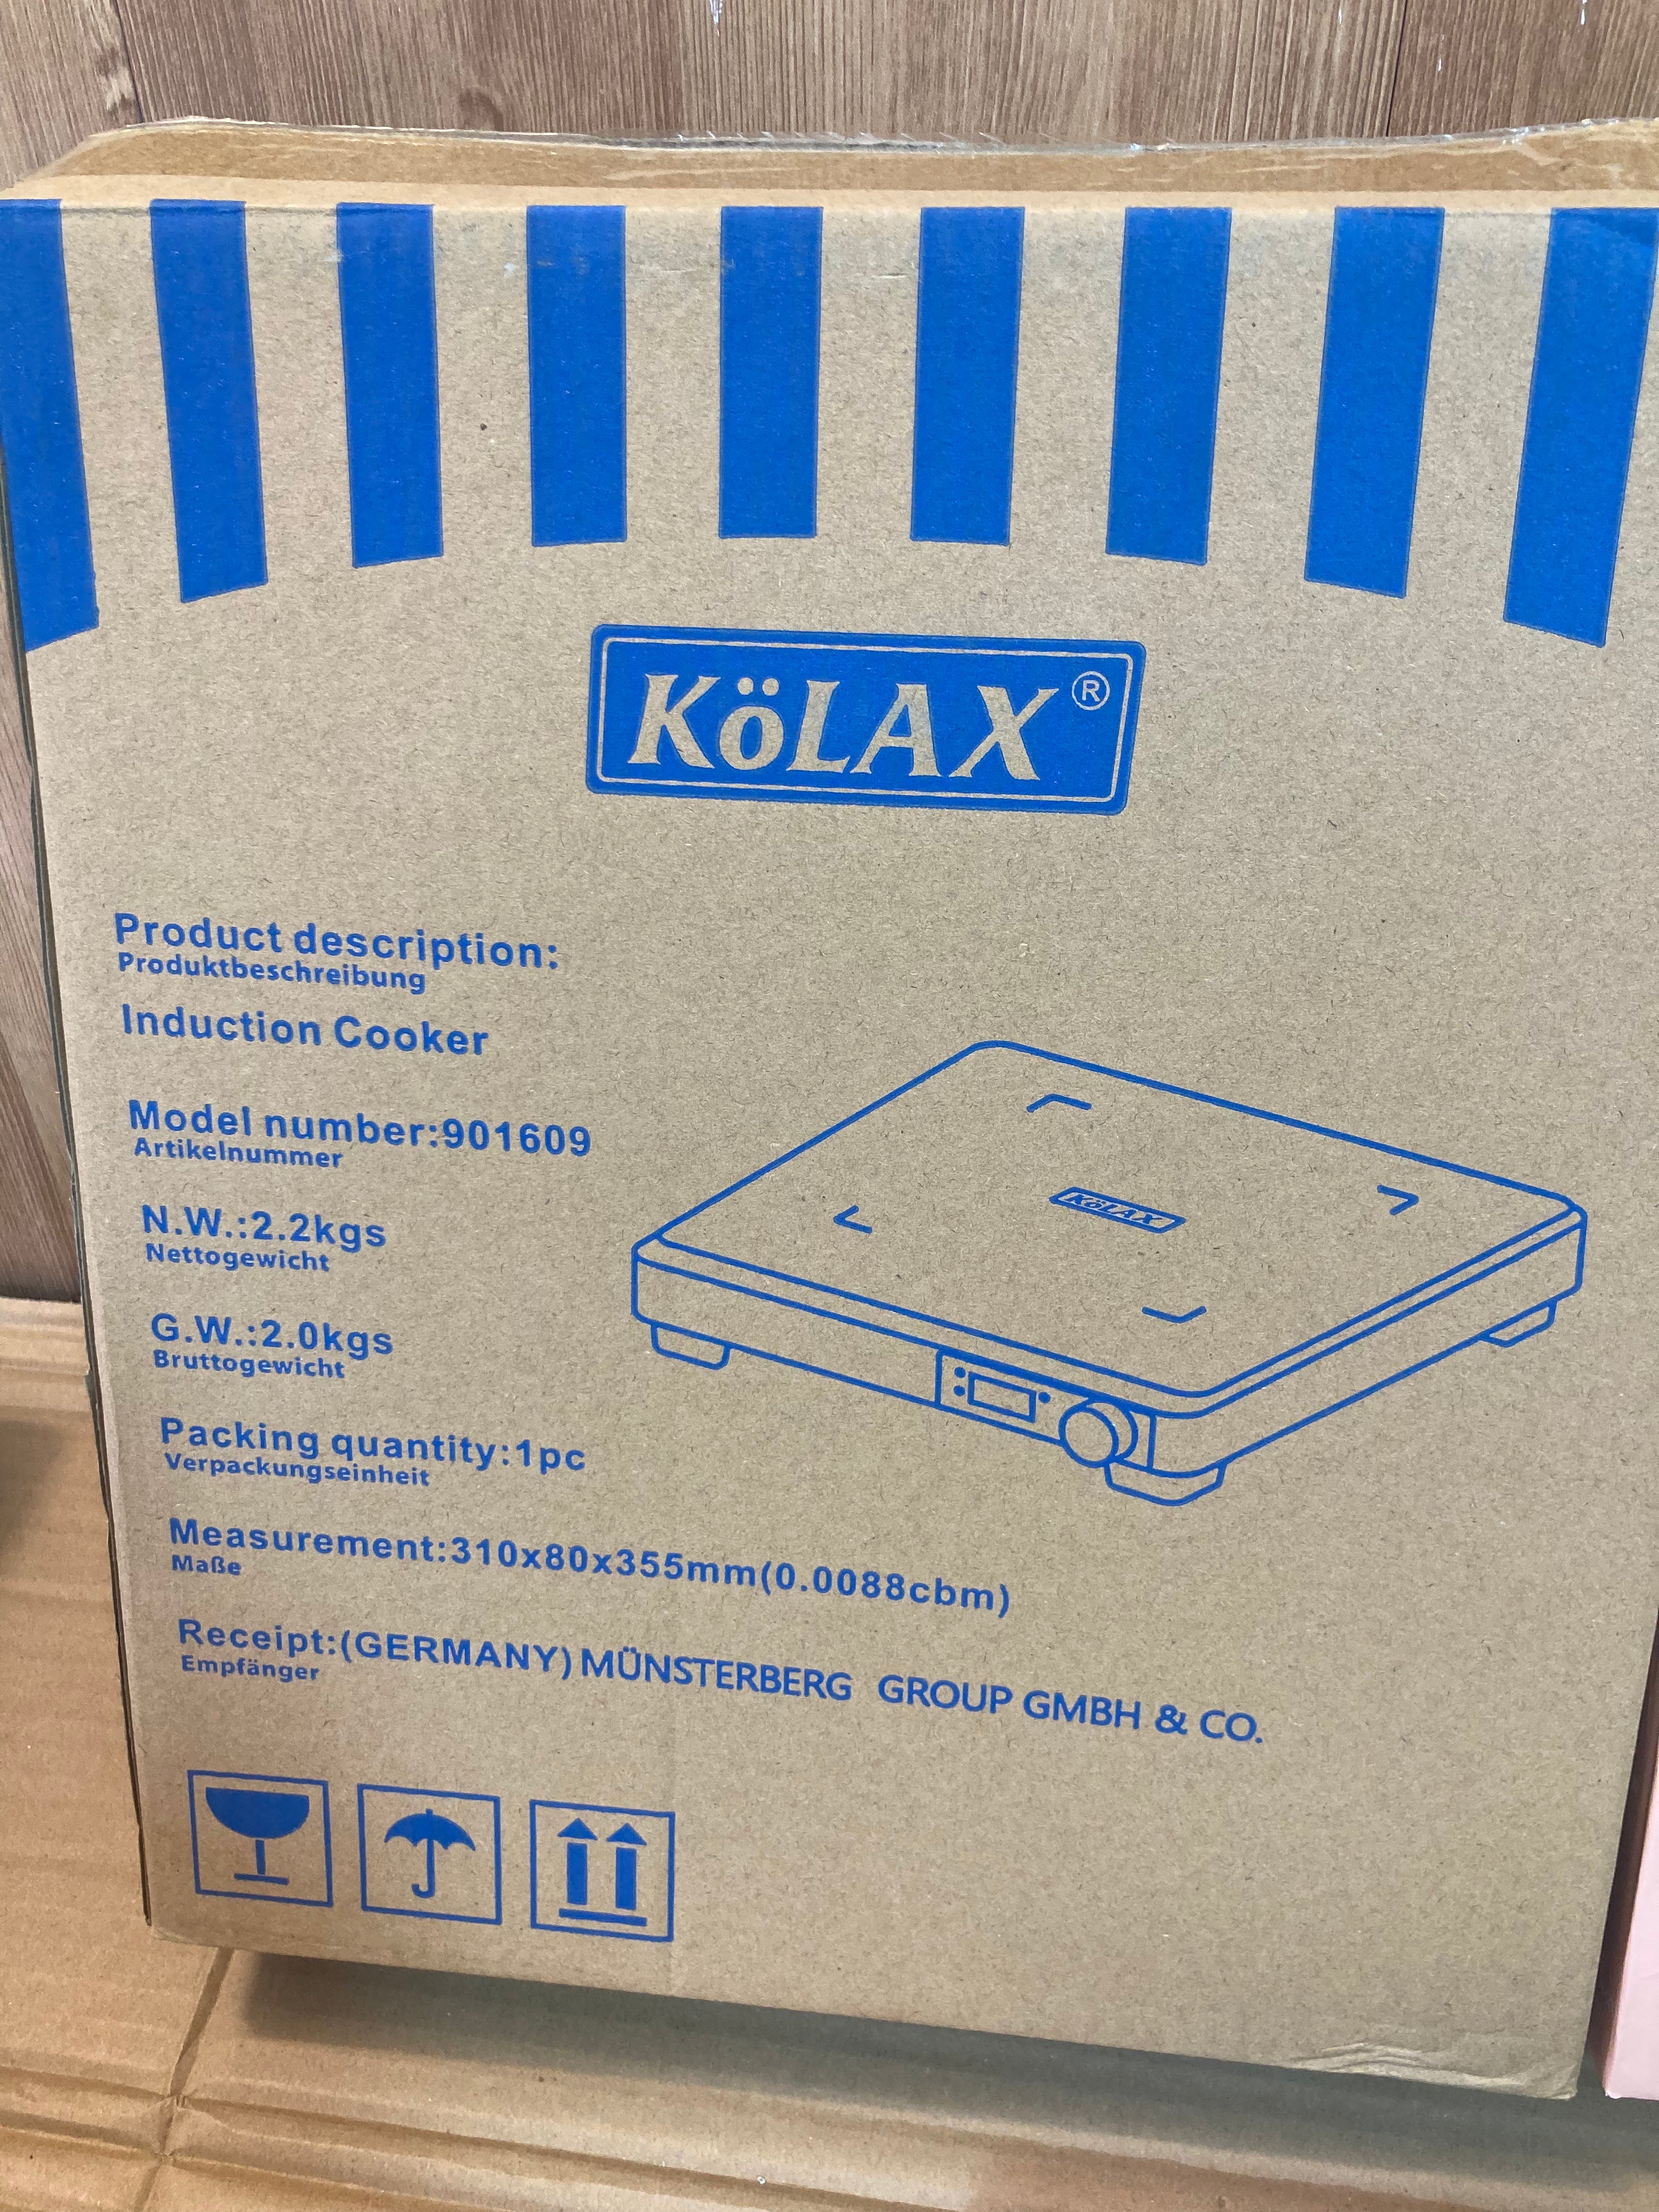 KöLAX®
Product description:
Produktbeschreibung
Induction Cooker
Model number:901609
Artikelnummer
N.W.:2.2kgs
Nettogewicht
G.W.:2.0kgs
Bruttogewicht
Packing quantity:1pc
Verpackungseinheit
Measurement:310x80x355mm(0.0088cbm)
Maße
Receipt:(GERMANY) MÜNSTERBERG GROUP GMBH & CO.
Empfänger
KöLAX